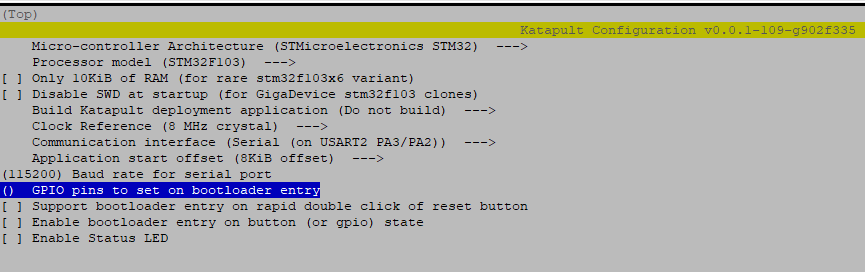 (Top)
Katapult Configuration v0.0.1-109-g902f335
Micro-controller Architecture (STMicroelectronics STM32)  --->
Processor model (STM32F103)  --->
[ ] Only 10KiB of RAM (for rare stm32f103x6 variant)
[ ] Disable SWD at startup (for GigaDevice stm32f103 clones)
Build Katapult deployment application (Do not build)  --->
Clock Reference (8 MHz crystal)  --->
Communication interface (Serial (on USART2 PA3/PA2))  --->
Application start offset (8KiB offset)  --->
(115200) Baud rate for serial port
()  GPIO pins to set on bootloader entry
[ ] Support bootloader entry on rapid double click of reset button
[ ] Enable bootloader entry on button (or gpio) state
[ ] Enable Status LED